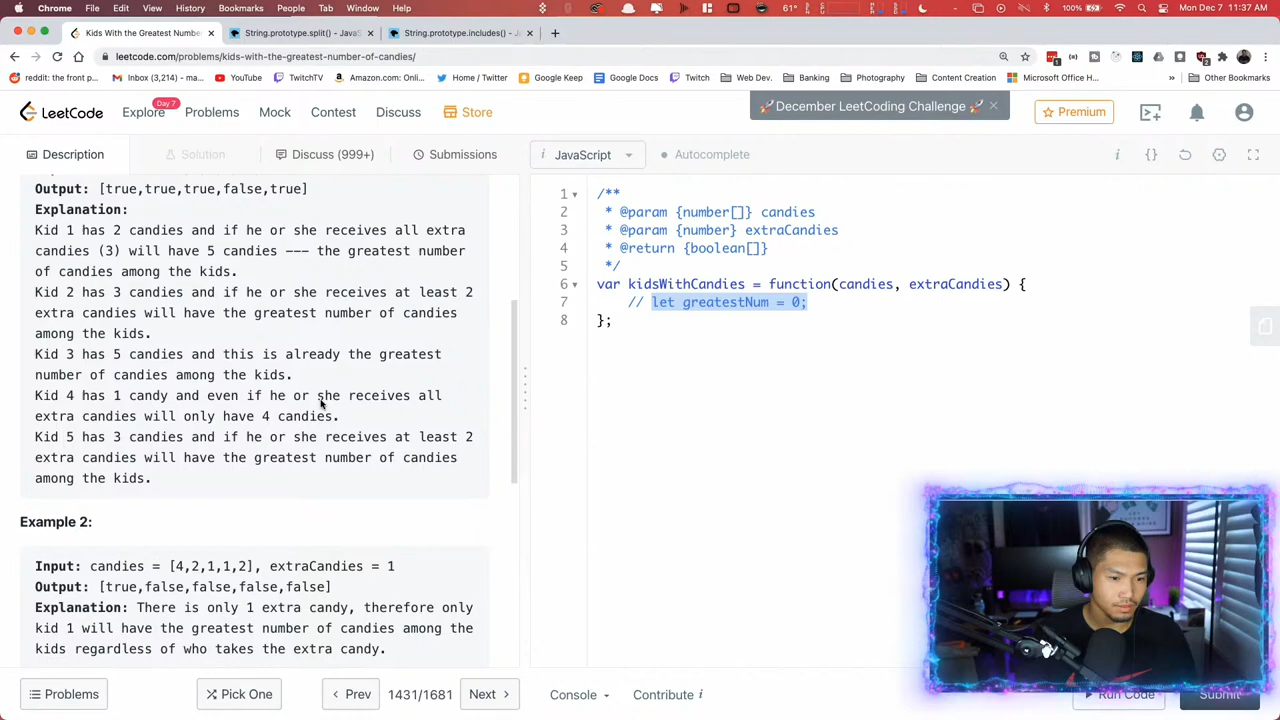 Chrome File Edit View History Bookmarks People Tab Window Help
100% Mon Dec 7 11:37 AM
Kids With the Greatest Numbe
String.prototype.split() - JavaS
String.prototype.includes() - J
leetcode.com/problems/kids-with-the-greatest-number-of-candies/
reddit: the front p... Inbox (3,214) - ma... YouTube TwitchTV Amazon.com: Onli... Home / Twitter Google Keep Google Docs Twitch Web Dev. Banking Photography Content Creation Microsoft Office H... » Other Bookmarks
LeetCode Explore Day 7 Problems Mock Contest Discuss Store
🚀December LeetCoding Challenge 🚀 Premium
Description Solution Discuss (999+) Submissions
i JavaScript Autocomplete
Output: [true,true,true,false,true]
Explanation:
Kid 1 has 2 candies and if he or she receives all extra
candies (3) will have 5 candies --- the greatest number
of candies among the kids.
Kid 2 has 3 candies and if he or she receives at least 2
extra candies will have the greatest number of candies
among the kids.
Kid 3 has 5 candies and this is already the greatest
number of candies among the kids.
Kid 4 has 1 candy and even if he or she receives all
extra candies will only have 4 candies.
Kid 5 has 3 candies and if he or she receives at least 2
extra candies will have the greatest number of candies
among the kids.
Example 2:
Input: candies = [4,2,1,1,2], extraCandies = 1
Output: [true,false,false,false,false]
Explanation: There is only 1 extra candy, therefore only
kid 1 will have the greatest number of candies among the
kids regardless of who takes the extra candy.
1 /**
2 * @param {number[]} candies
3 * @param {number} extraCandies
4 * @return {boolean[]}
5 */
6 var kidsWithCandies = function(candies, extraCandies) {
7 // let greatestNum = 0;
8 };
Problems Pick One Prev 1431/1681 Next
Console Contribute i Run Code Submit